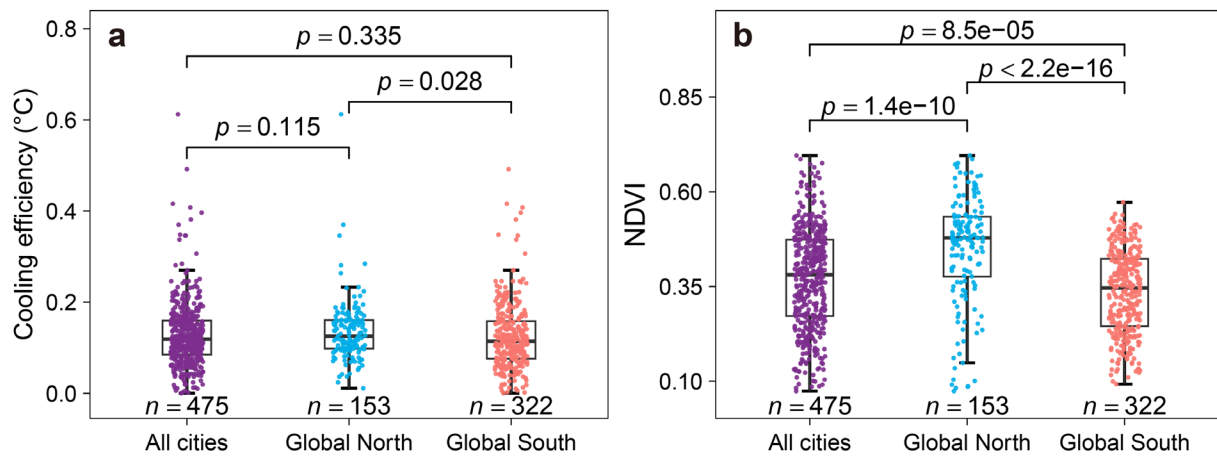 a
Cooling efficiency (°C)
0.8
0.6
0.4
0.2
0.0
p = 0.335
p = 0.028
p = 0.115
n = 475
n = 153
n = 322
All cities
Global North
Global South
b
NDVI
0.85
0.60
0.35
0.10
p = 8.5e−05
p < 2.2e−16
p = 1.4e−10
n = 475
n = 153
n = 322
All cities
Global North
Global South